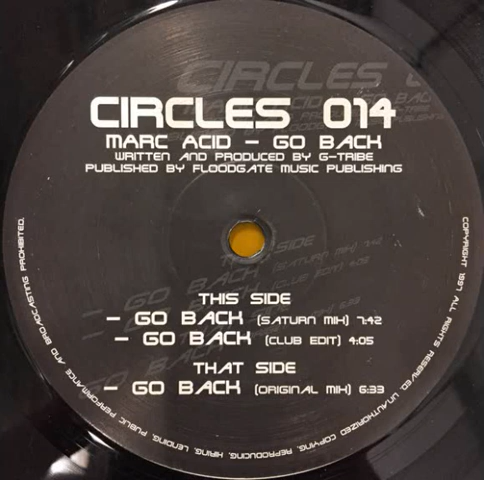 CIRCLES 014
MARC ACID - GO BACK
WRITTEN AND PRODUCED BY G-TRIBE
PUBLISHED BY FLOODGATE MUSIC PUBLISHING
THIS SIDE
- GO BACK (SATURN MIX) 7:42
- GO BACK (CLUB EDIT) 4:05
THAT SIDE
- GO BACK (ORIGINAL MIX) 6:33
COPYRIGHT 1997 ALL RIGHTS RESERVED. UNAUTHORIZED COPYING, REPRODUCING, HIRING, LENDING, PUBLIC PERFORMANCE AND BROADCASTING PROHIBITED.